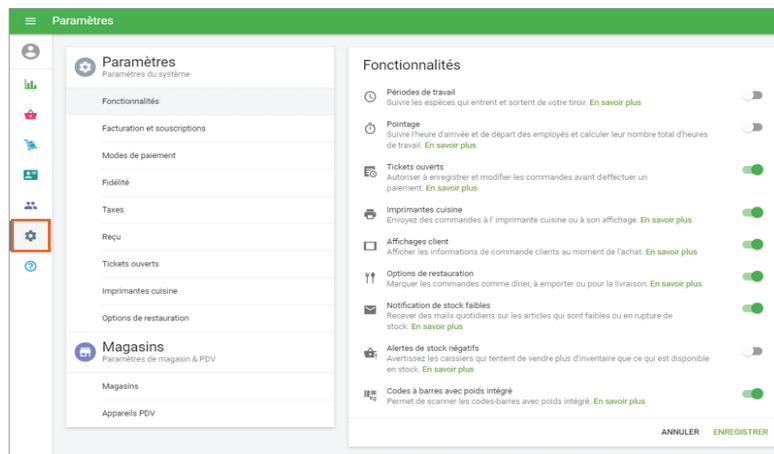 Paramètres
Paramètres
Paramètres du système
Fonctionnalités
Facturation et souscriptions
Modes de paiement
Fidélité
Taxes
Reçu
Tickets ouverts
Imprimantes cuisine
Options de restauration
Magasins
Paramètres de magasin & PDV
Magasins
Appareils PDV
Fonctionnalités
Périodes de travail
Suivre les espèces qui entrent et sortent de votre tiroir. En savoir plus
Pointage
Suivre l'heure d'arrivée et de départ des employés et calculer leur nombre total d'heures
de travail. En savoir plus
Tickets ouverts
Autoriser à enregistrer et modifier les commandes avant d'effectuer un
paiement. En savoir plus
Imprimantes cuisine
Envoyez des commandes à l' imprimante cuisine ou à son affichage. En savoir plus
Affichages client
Afficher les informations de commande clients au moment de l'achat. En savoir plus
Options de restauration
Marquer les commandes comme dîner, à emporter ou pour la livraison. En savoir plus
Notification de stock faibles
Recever des mails quotidiens sur les articles qui sont faibles ou en rupture de
stock. En savoir plus
Alertes de stock négatifs
Avertissez les caissiers qui tentent de vendre plus d'inventaire que ce qui est disponible
en stock. En savoir plus
Codes à barres avec poids intégré
Permet de scanner les codes-barres avec poids intégré. En savoir plus
ANNULER ENREGISTRER